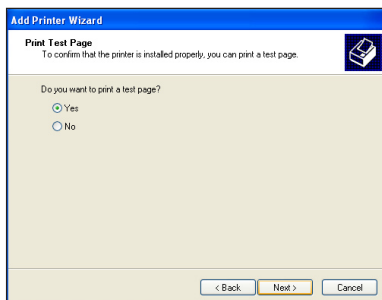 Add Printer Wizard
Print Test Page
To confirm that the printer is installed properly, you can print a test page.
Do you want to print a test page?
Yes
No
< Back Next > Cancel